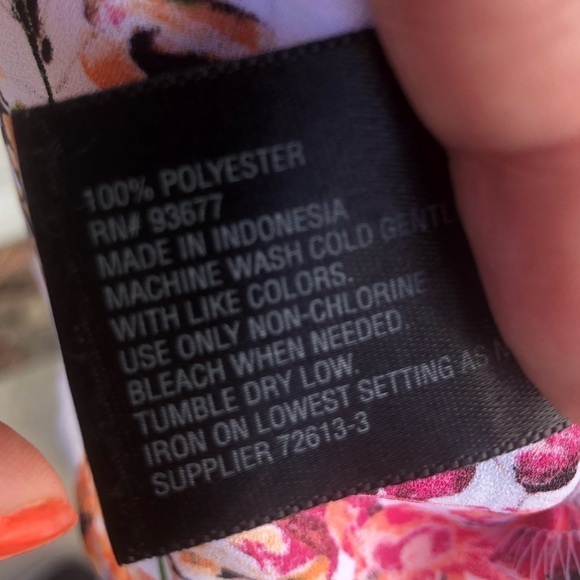 100% POLYESTER
RN# 93677
MADE IN INDONESIA
MACHINE WASH COLD GENTL
WITH LIKE COLORS.
USE ONLY NON-CHLORINE
BLEACH WHEN NEEDED.
TUMBLE DRY LOW.
IRON ON LOWEST SETTING AS
SUPPLIER 72613-3